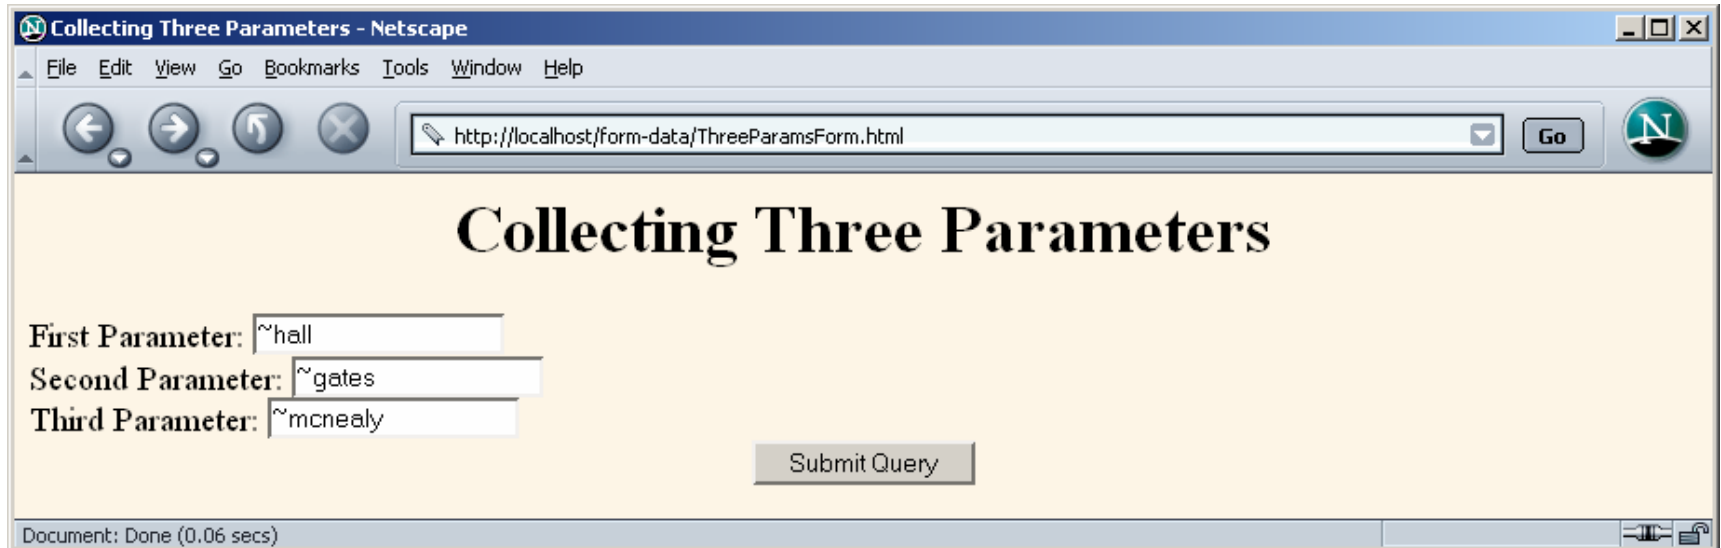 Collecting Three Parameters - Netscape
File Edit View Go Bookmarks Tools Window Help
http://localhost/form-data/ThreeParamsForm.html Go N
Collecting Three Parameters
First Parameter: ~hall
Second Parameter: ~gates
Third Parameter: ~mcnealy
Submit Query
Document: Done (0.06 secs)